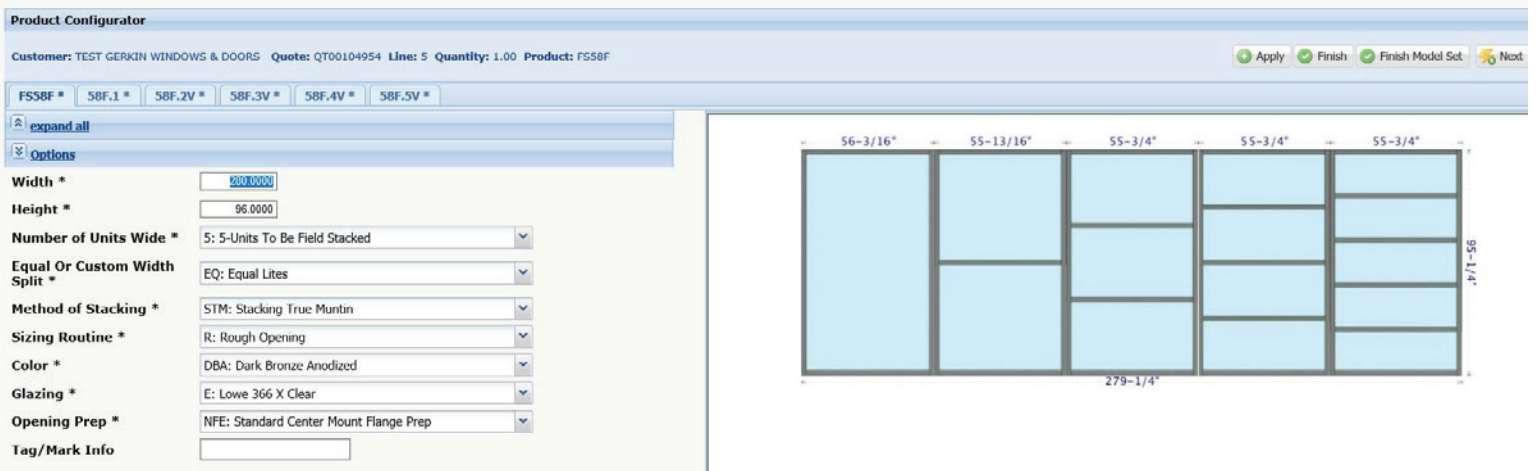 Product Configurator
Customer: TEST GERKIN WINDOWS & DOORS Quote: QT00104954 Line: 5 Quantity: 1.00 Product: FS58F
Apply Finish Finish Model Set Next
FS58F * 58F.1 * 58F.2V * 58F.3V * 58F.4V * 58F.5V *
expand all
Options
Width * 200.0000
Height * 96.0000
Number of Units Wide * 5: 5-Units To Be Field Stacked
Equal Or Custom Width
Split * EQ: Equal Lites
Method of Stacking * STM: Stacking True Muntin
Sizing Routine * R: Rough Opening
Color * DBA: Dark Bronze Anodized
Glazing * E: Lowe 366 X Clear
Opening Prep * NFE: Standard Center Mount Flange Prep
Tag/Mark Info
56-3/16" 55-13/16" 55-3/4" 55-3/4" 55-3/4"
95-1/4"
279-1/4"